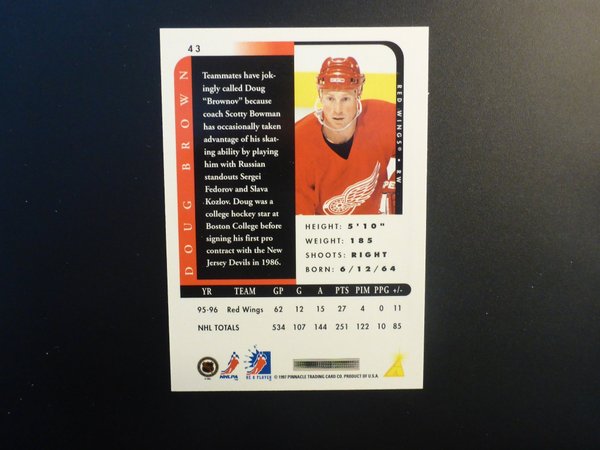 43
DOUG BROWN
Teammates have jok-
ingly called Doug
"Brownov" because
coach Scotty Bowman
has occasionally taken
advantage of his skat-
ing ability by playing
him with Russian
standouts Sergei
Fedorov and Slava
Kozlov. Doug was a
college hockey star at
Boston College before
signing his first pro
contract with the New
Jersey Devils in 1986.
RED WINGS® • RW
HEIGHT: 5'10"
WEIGHT: 185
SHOOTS: RIGHT
BORN: 6/12/64
YR TEAM GP G A PTS PIM PPG +/-
95-96 Red Wings 62 12 15 27 4 0 11
NHL TOTALS 534 107 144 251 122 10 85
NHLPA
BE A PLAYER
© 1997 PINNACLE TRADING CARD CO. PRODUCT OF U.S.A.